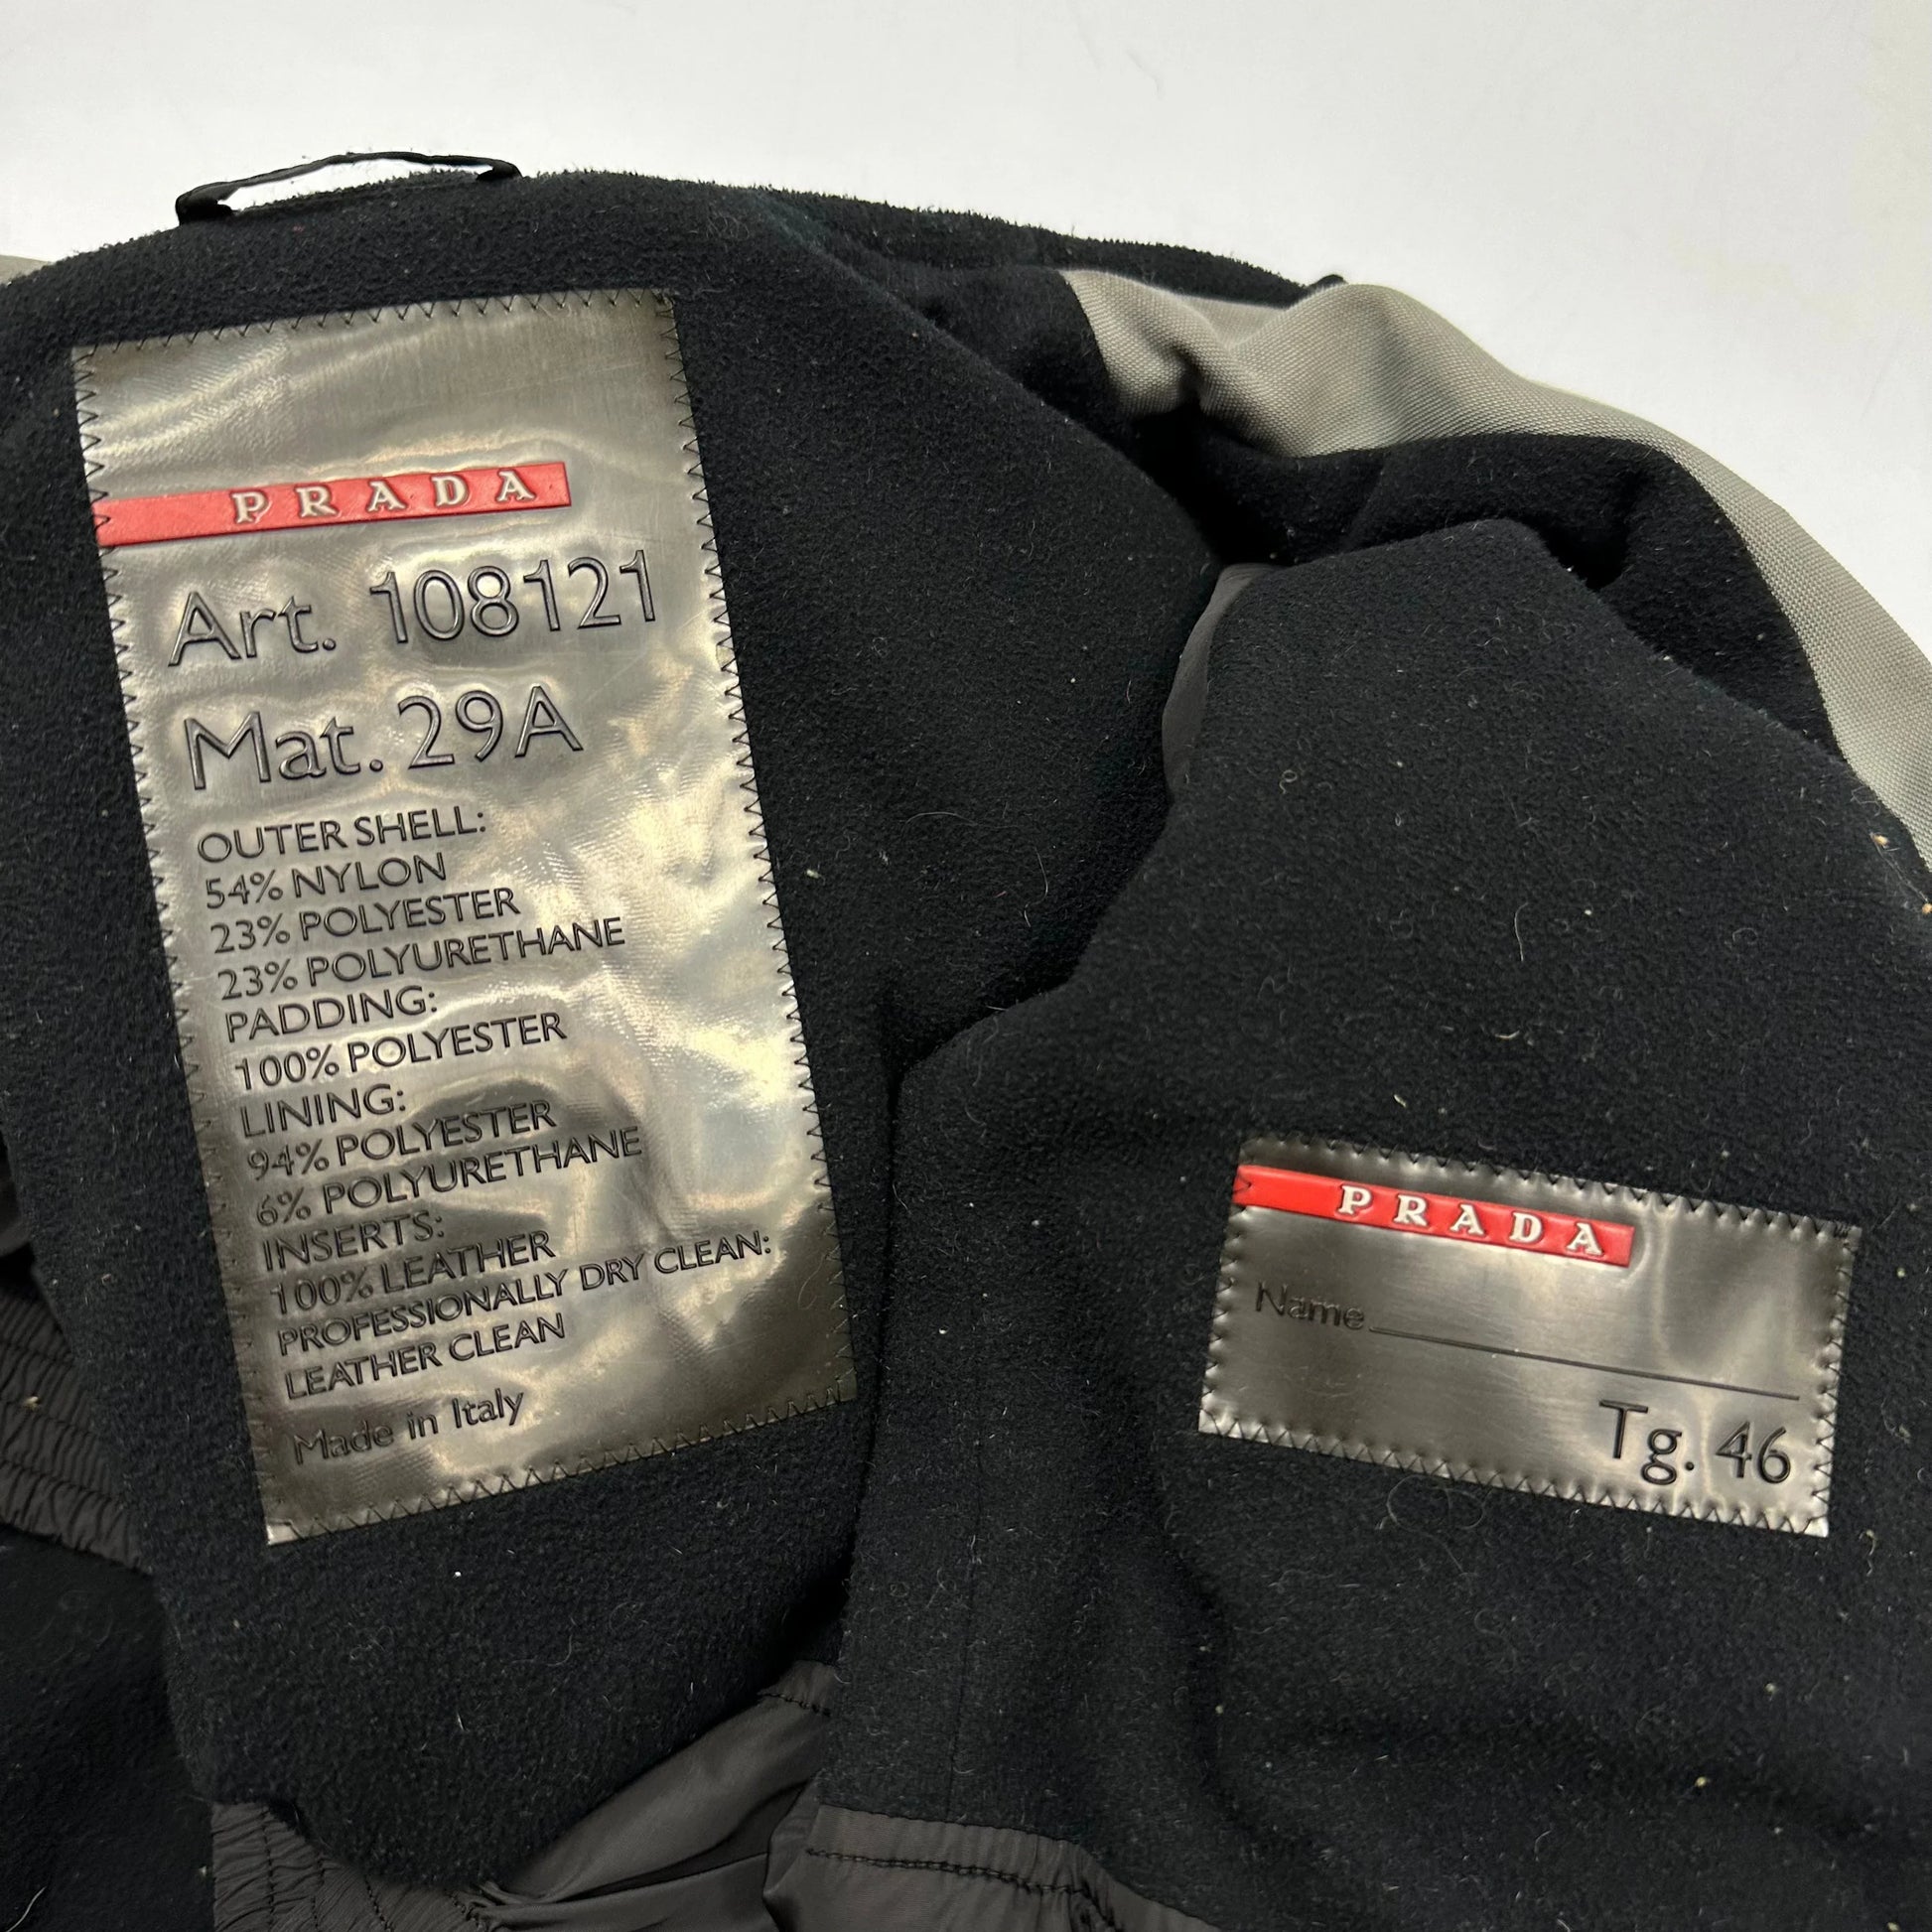 PRADA
Art. 108121
Mat. 29A
OUTER SHELL:
54% NYLON
23% POLYESTER
23% POLYURETHANE
PADDING:
100% POLYESTER
LINING:
94% POLYESTER
6% POLYURETHANE
INSERTS:
100% LEATHER
PROFESSIONALLY DRY CLEAN:
LEATHER CLEAN
Made in Italy
PRADA
Name
Tg. 46